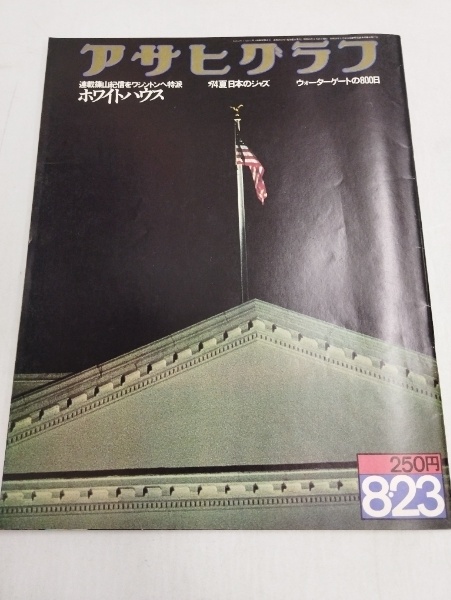 アサヒグラフ
連載篠山紀信をワシントンへ特派
ホワイトハウス
'74夏日本のジャズ
ウォーターゲートの800日
250円
8・23